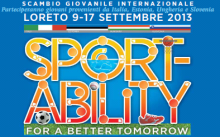 SCAMBIO GIOVANILE INTERNAZIONALE
Parteciperanno giovani provenienti da Italia, Estonia, Ungheria e Slovenia
LORETO 9-17 SETTEMBRE 2013
SPORT-
ABILITY
FOR A BETTER TOMORROW